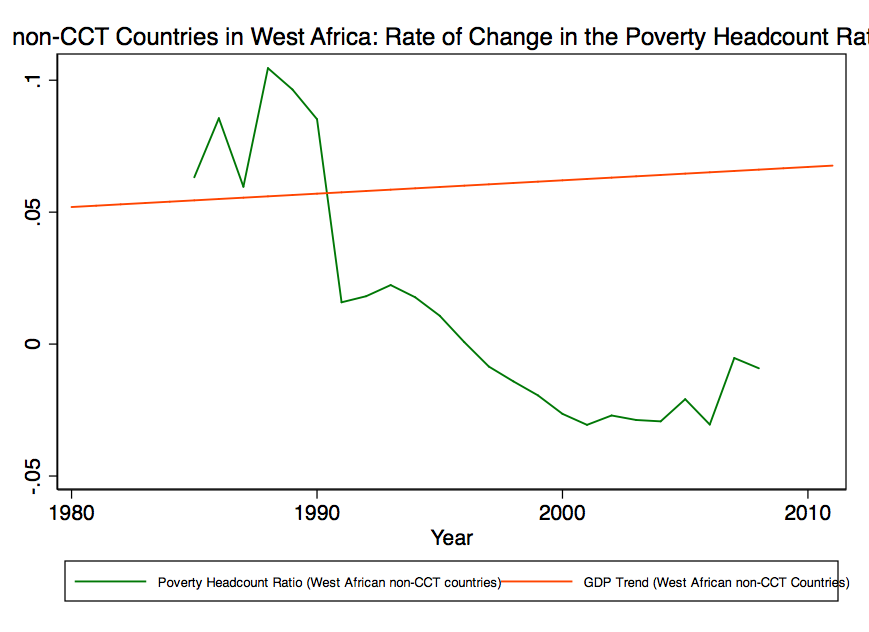 non-CCT Countries in West Africa: Rate of Change in the Poverty Headcount Rat
.1
.05
0
-.05
1980 1990 2000 2010
Year
Poverty Headcount Ratio (West African non-CCT countries) GDP Trend (West African non-CCT Countries)